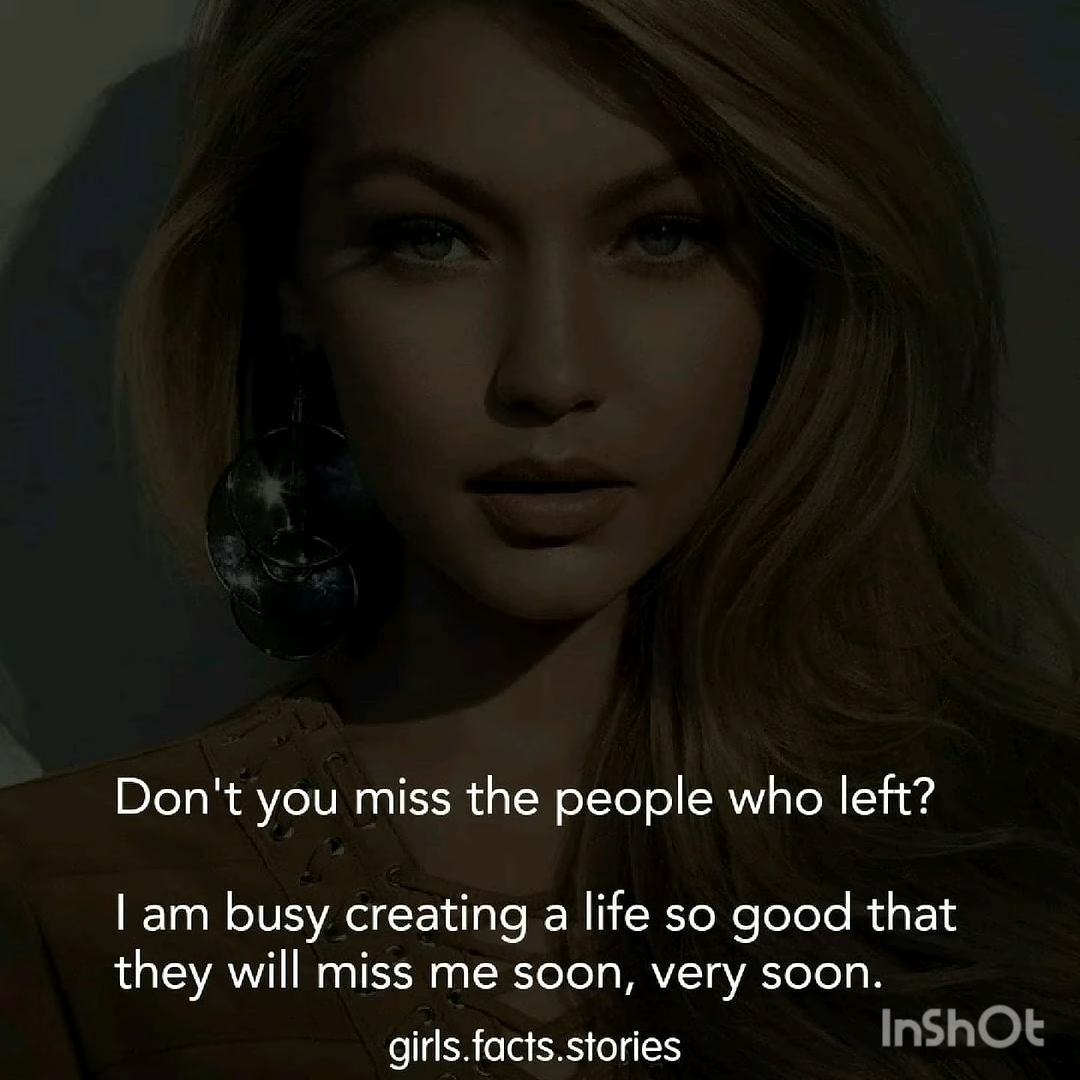 Don't you miss the people who left?
I am busy creating a life so good that
they will miss me soon, very soon.
InShOt
girls.facts.stories